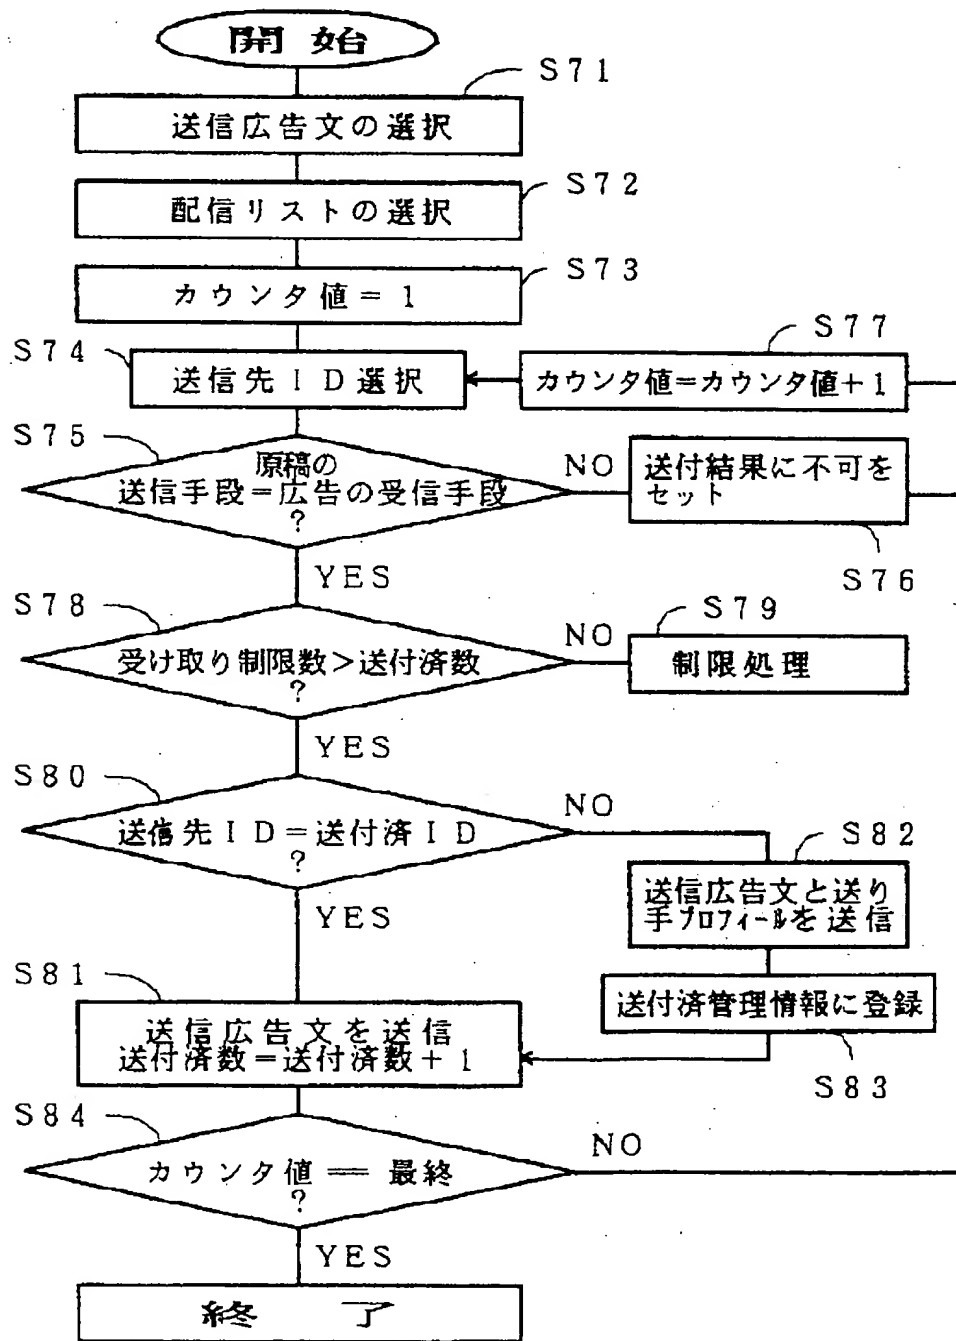 開始
S71
送信広告文の選択
S72
配信リストの選択
S73
カウンタ値=1
S77
S74
送信先ID選択
カウンタ値=カウンタ値+1
S75
原稿の
送信手段=広告の受信手段
?
NO
送付結果に不可を
セット
S76
YES
S78
受け取り制限数>送付済数
?
NO
S79
制限処理
YES
S80
送信先ID=送付済ID
?
NO
S82
送信広告文と送り
手プロフィールを送信
YES
S81
送付済管理情報に登録
送信広告文を送信
送付済数=送付済数+1
S83
S84
カウンタ値==最終
?
NO
YES
終了